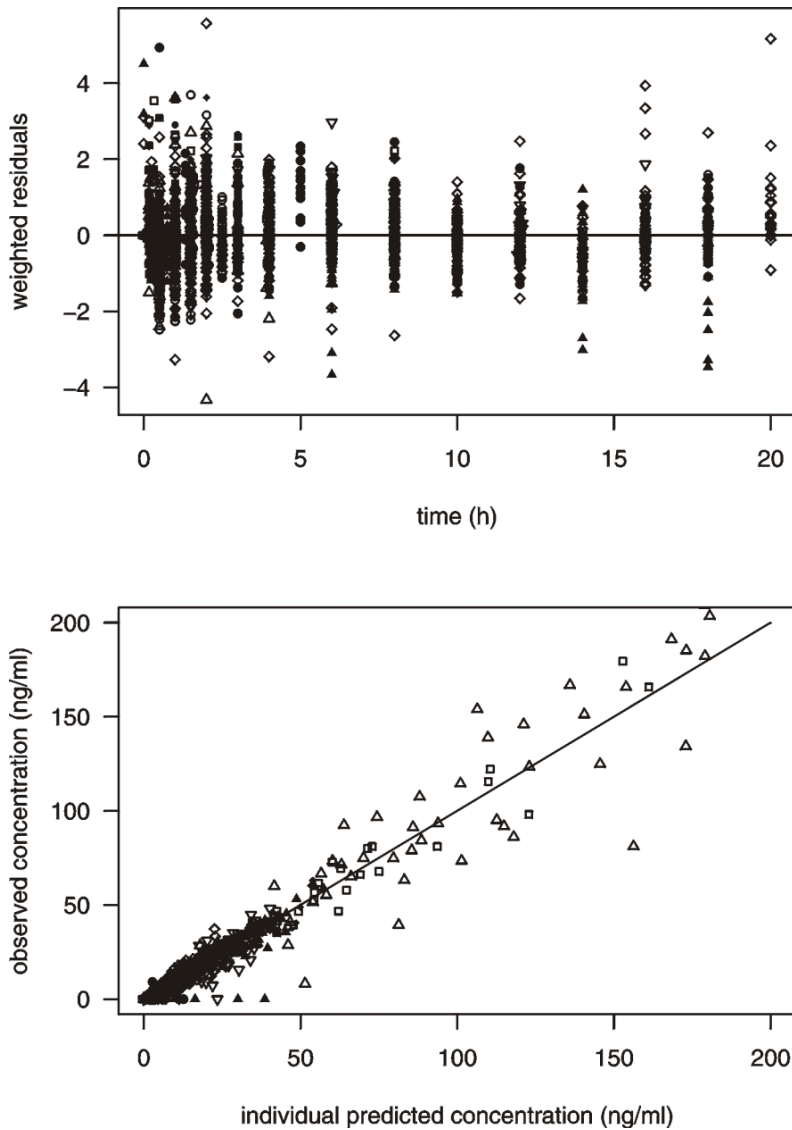 4
2
0
−2
−4
weighted residuals
0 5 10 15 20
time (h)
200
150
100
50
0
observed concentration (ng/ml)
0 50 100 150 200
individual predicted concentration (ng/ml)